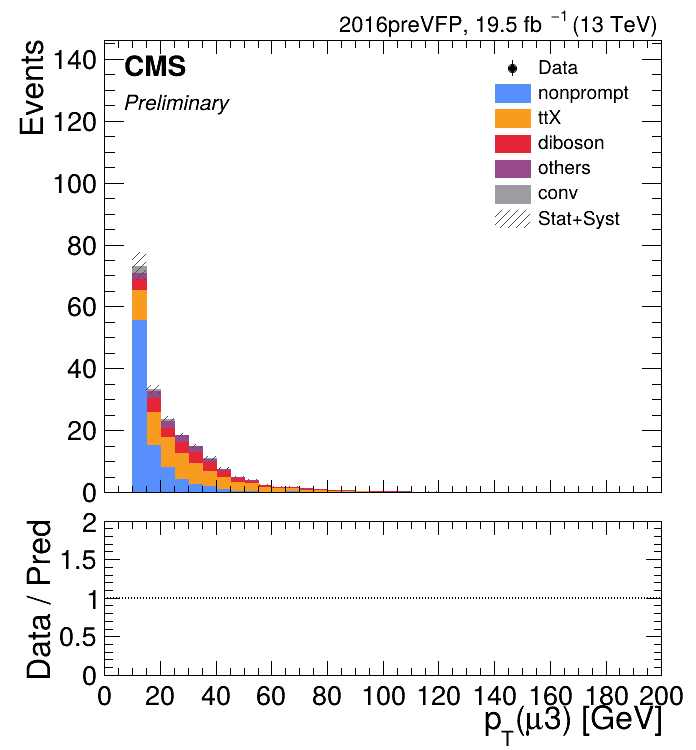 2016preVFP, 19.5 fb⁻¹ (13 TeV)
CMS
Preliminary
Events
Data
nonprompt
ttX
diboson
others
conv
Stat+Syst
140
120
100
80
60
40
20
0
Data / Pred
2
1.5
1
0.5
0
0 20 40 60 80 100 120 140 160 180 200
p_T(μ3) [GeV]